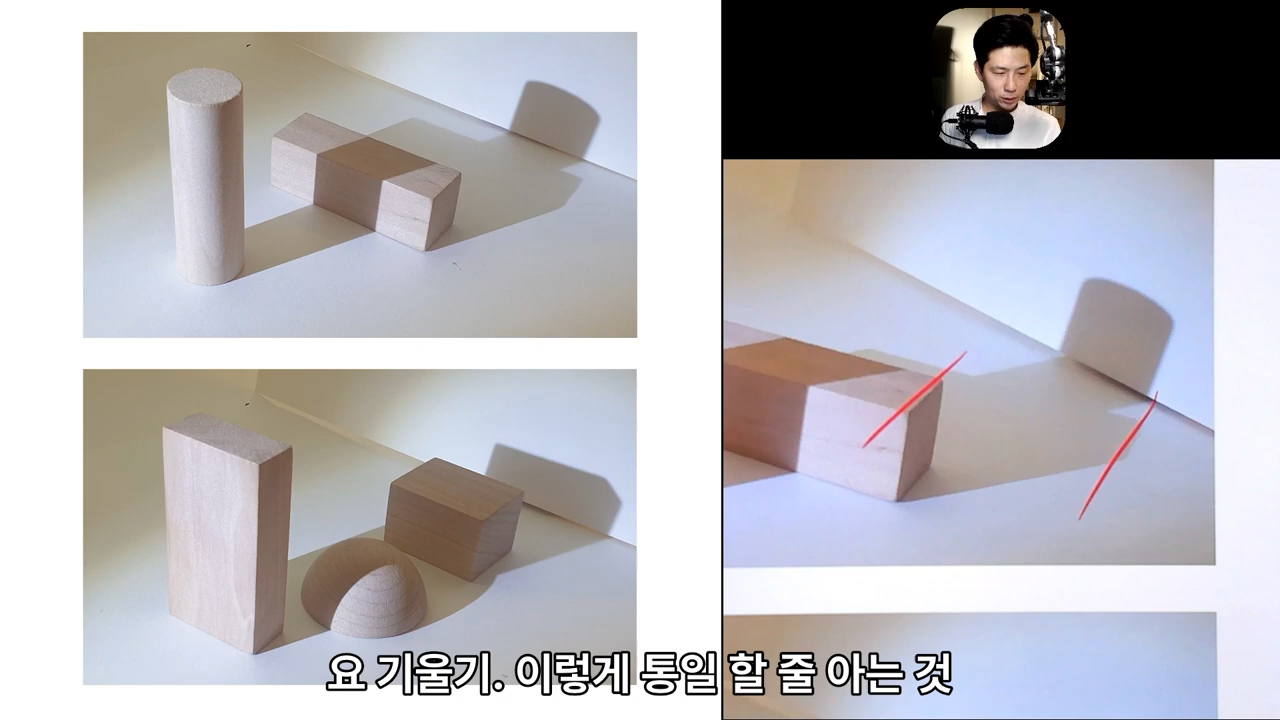 요 기울기. 이렇게 통일 할 줄 아는 것